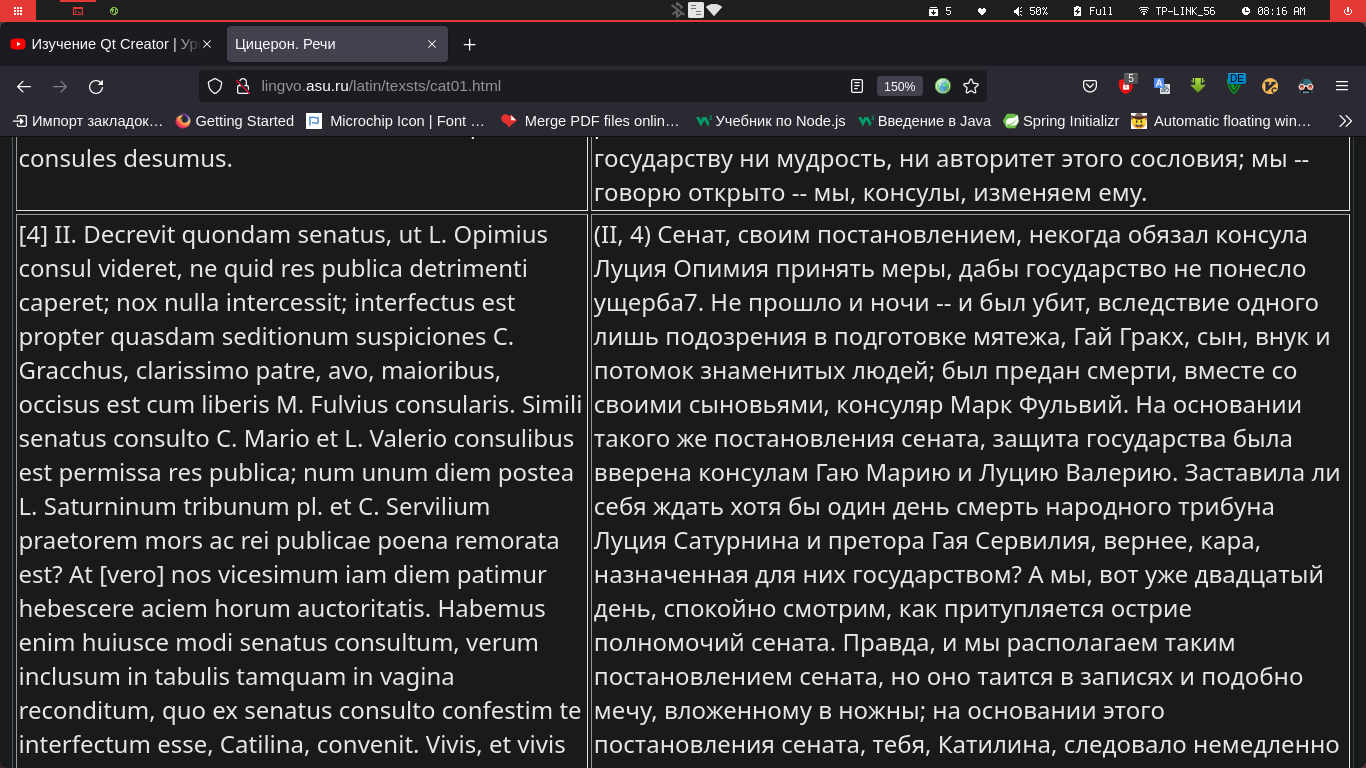 5 50% Full TP-LINK_56 08:16 AM
Изучение Qt Creator | Ур
Цицерон. Речи
lingvo.asu.ru/latin/texsts/cat01.html
150%
5
DE
Импорт закладок…
Getting Started
Microchip Icon | Font …
Merge PDF files onlin…
Учебник по Node.js
Введение в Java
Spring Initializr
Automatic floating win…
consules desumus.
государству ни мудрость, ни авторитет этого сословия; мы --
говорю открыто -- мы, консулы, изменяем ему.
[4] II. Decrevit quondam senatus, ut L. Opimius
consul videret, ne quid res publica detrimenti
caperet; nox nulla intercessit; interfectus est
propter quasdam seditionum suspiciones C.
Gracchus, clarissimo patre, avo, maioribus,
occisus est cum liberis M. Fulvius consularis. Simili
senatus consulto C. Mario et L. Valerio consulibus
est permissa res publica; num unum diem postea
L. Saturninum tribunum pl. et C. Servilium
praetorem mors ac rei publicae poena remorata
est? At [vero] nos vicesimum iam diem patimur
hebescere aciem horum auctoritatis. Habemus
enim huiusce modi senatus consultum, verum
inclusum in tabulis tamquam in vagina
reconditum, quo ex senatus consulto confestim te
interfectum esse, Catilina, convenit. Vivis, et vivis
(II, 4) Сенат, своим постановлением, некогда обязал консула
Луция Опимия принять меры, дабы государство не понесло
ущерба7. Не прошло и ночи -- и был убит, вследствие одного
лишь подозрения в подготовке мятежа, Гай Гракх, сын, внук и
потомок знаменитых людей; был предан смерти, вместе со
своими сыновьями, консуляр Марк Фульвий. На основании
такого же постановления сената, защита государства была
вверена консулам Гаю Марию и Луцию Валерию. Заставила ли
себя ждать хотя бы один день смерть народного трибуна
Луция Сатурнина и претора Гая Сервилия, вернее, кара,
назначенная для них государством? А мы, вот уже двадцатый
день, спокойно смотрим, как притупляется острие
полномочий сената. Правда, и мы располагаем таким
постановлением сената, но оно таится в записях и подобно
мечу, вложенному в ножны; на основании этого
постановления сената, тебя, Катилина, следовало немедленно